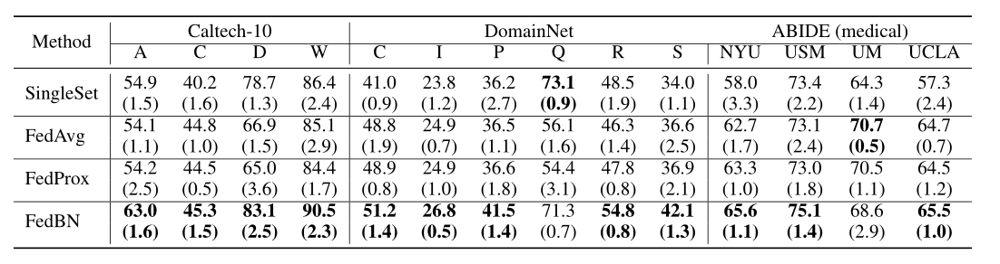 Method Caltech-10 DomainNet ABIDE (medical)
A C D W C I P Q R S NYU USM UM UCLA
SingleSet 54.9 40.2 78.7 86.4 41.0 23.8 36.2 73.1 48.5 34.0 58.0 73.4 64.3 57.3
(1.5) (1.6) (1.3) (2.4) (0.9) (1.2) (2.7) (0.9) (1.9) (1.1) (3.3) (2.2) (1.4) (2.4)
FedAvg 54.1 44.8 66.9 85.1 48.8 24.9 36.5 56.1 46.3 36.6 62.7 73.1 70.7 64.7
(1.1) (1.0) (1.5) (2.9) (1.9) (0.7) (1.1) (1.6) (1.4) (2.5) (1.7) (2.4) (0.5) (0.7)
FedProx 54.2 44.5 65.0 84.4 48.9 24.9 36.6 54.4 47.8 36.9 63.3 73.0 70.5 64.5
(2.5) (0.5) (3.6) (1.7) (0.8) (1.0) (1.8) (3.1) (0.8) (2.1) (1.0) (1.8) (1.1) (1.2)
FedBN 63.0 45.3 83.1 90.5 51.2 26.8 41.5 71.3 54.8 42.1 65.6 75.1 68.6 65.5
(1.6) (1.5) (2.5) (2.3) (1.4) (0.5) (1.4) (0.7) (0.8) (1.3) (1.1) (1.4) (2.9) (1.0)